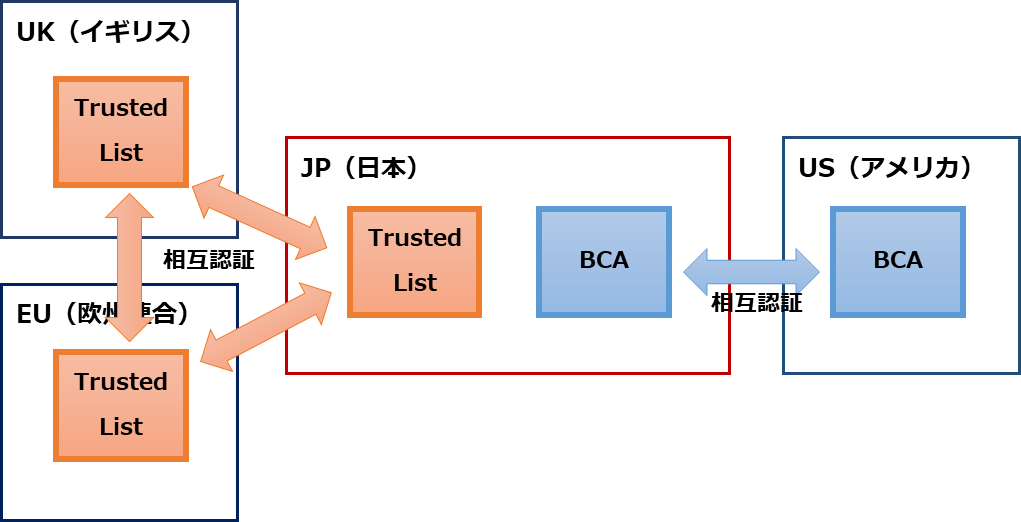 UK（イギリス）
Trusted
List
相互認証
EU（欧州連合）
Trusted
List
JP（日本）
Trusted
List
BCA
相互認証
US（アメリカ）
BCA